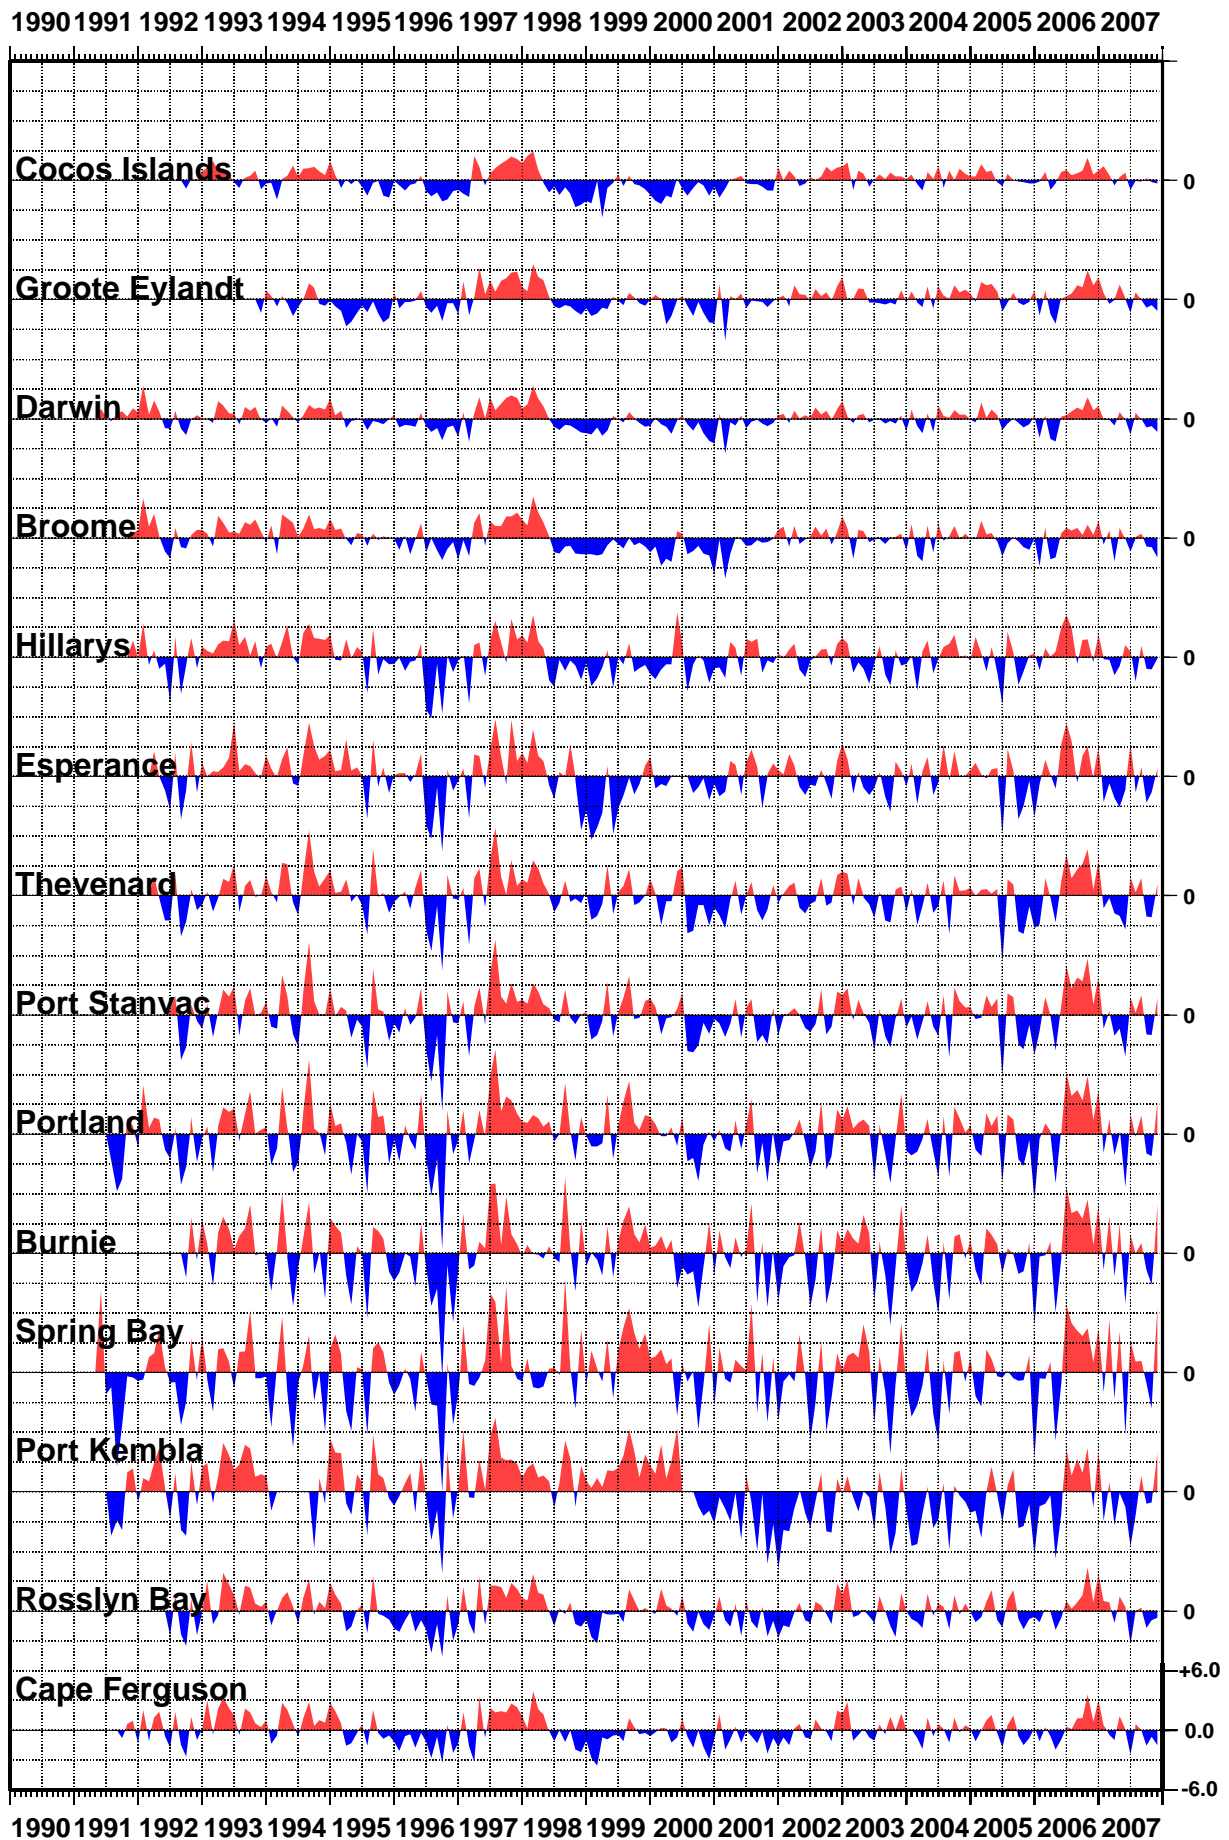 1990 1991 1992 1993 1994 1995 1996 1997 1998 1999 2000 2001 2002 2003 2004 2005 2006 2007
Cocos Islands 0
Groote Eylandt 0
Darwin 0
Broome 0
Hillarys 0
Esperance 0
Thevenard 0
Port Stanvac 0
Portland 0
Burnie 0
Spring Bay 0
Port Kembla 0
Rosslyn Bay 0
+6.0
Cape Ferguson 0.0
-6.0
1990 1991 1992 1993 1994 1995 1996 1997 1998 1999 2000 2001 2002 2003 2004 2005 2006 2007